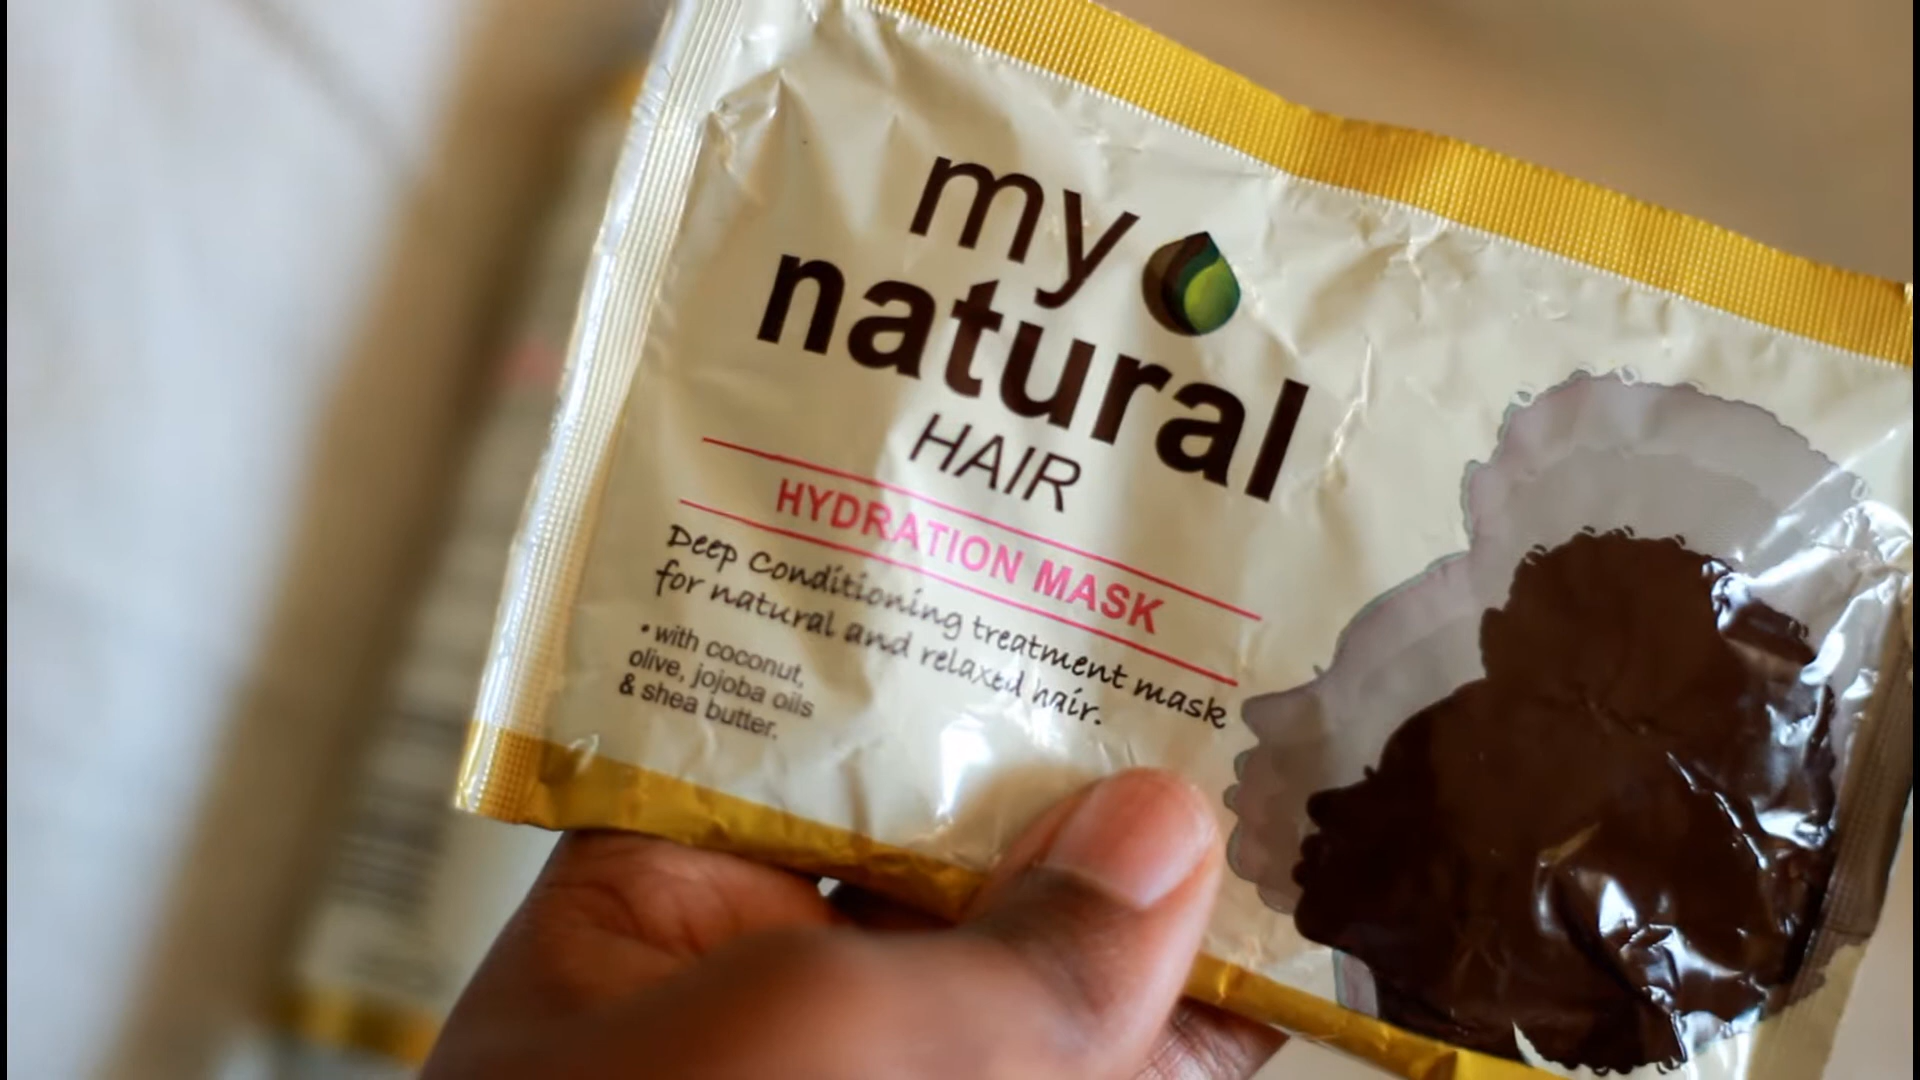 my
natural
HAIR
HYDRATION MASK
Deep Conditioning treatment mask
for natural and relaxed hair.
• with coconut,
olive, jojoba oils
& shea butter.